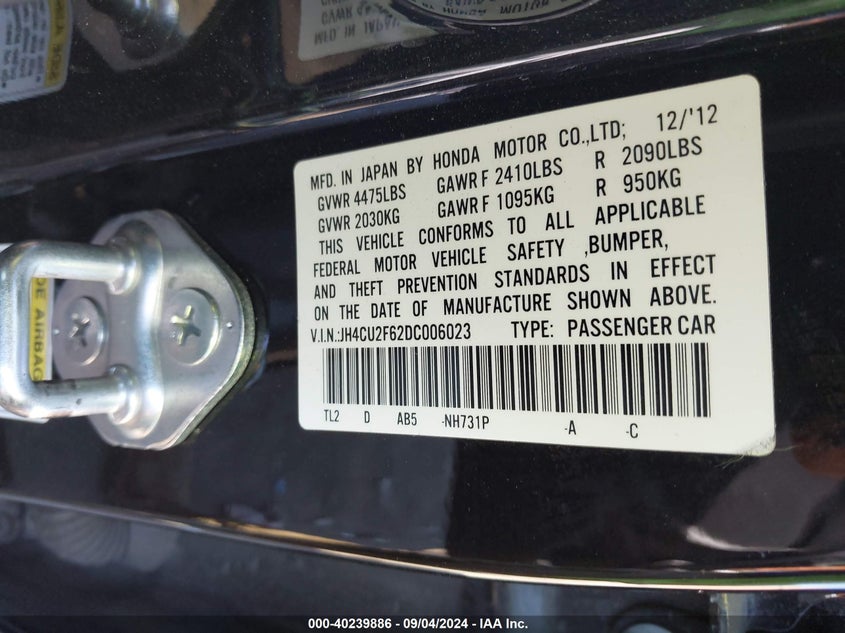 MFD. IN JAPAN BY HONDA MOTOR CO.,LTD; 12/'12
GVWR 4475LBS GAWR F 2410LBS R 2090LBS
GVWR 2030KG GAWR F 1095KG R 950KG
THIS VEHICLE CONFORMS TO ALL APPLICABLE
FEDERAL MOTOR VEHICLE SAFETY ,BUMPER,
AND THEFT PREVENTION STANDARDS IN EFFECT
ON THE DATE OF MANUFACTURE SHOWN ABOVE.
V.I.N.:JH4CU2F62DC006023 TYPE: PASSENGER CAR
TL2 D AB5 -NH731P -A -C
DE AIRBAG
000-40239886 - 09/04/2024 - IAA Inc.